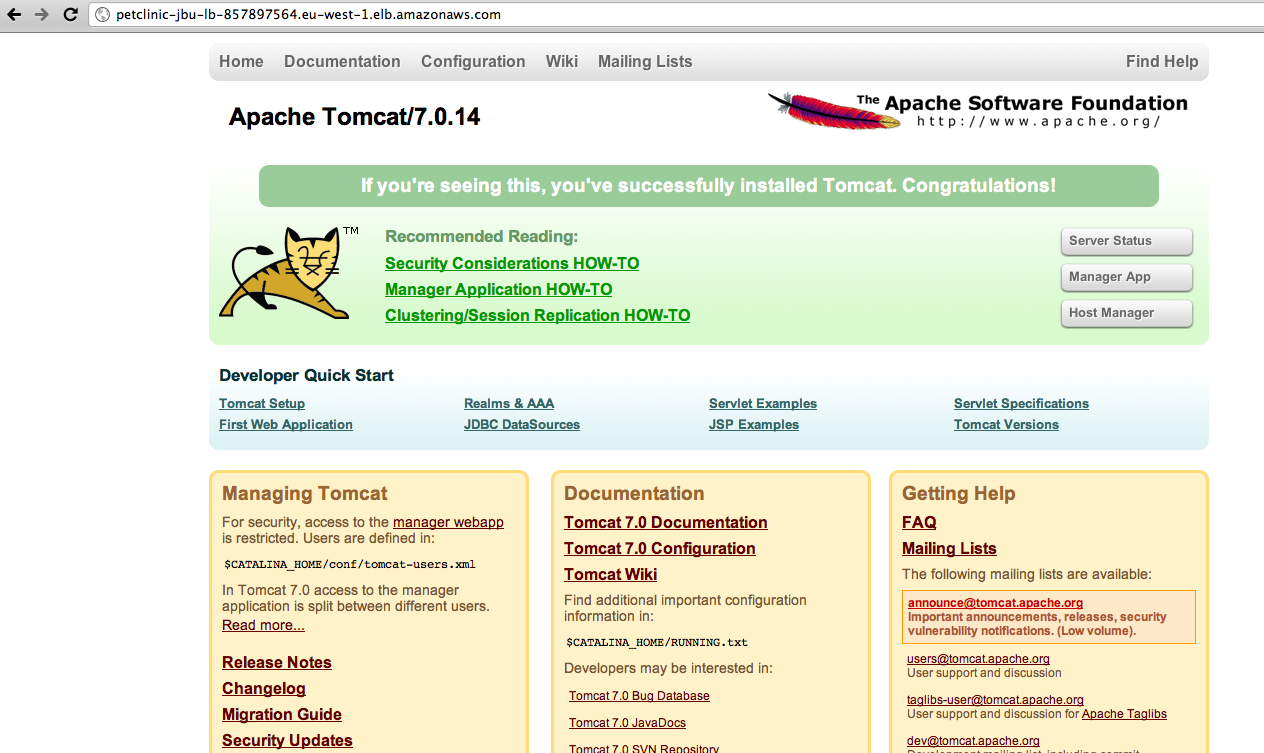 petclinic-jbu-lb-857897564.eu-west-1.elb.amazonaws.com
Home Documentation Configuration Wiki Mailing Lists Find Help
Apache Tomcat/7.0.14
The Apache Software Foundation
http://www.apache.org/
If you're seeing this, you've successfully installed Tomcat. Congratulations!
TM
Recommended Reading:
Security Considerations HOW-TO
Manager Application HOW-TO
Clustering/Session Replication HOW-TO
Server Status
Manager App
Host Manager
Developer Quick Start
Tomcat Setup
First Web Application
Realms & AAA
JDBC DataSources
Servlet Examples
JSP Examples
Servlet Specifications
Tomcat Versions
Managing Tomcat
For security, access to the manager webapp
is restricted. Users are defined in:
$CATALINA_HOME/conf/tomcat-users.xml
In Tomcat 7.0 access to the manager
application is split between different users.
Read more...
Release Notes
Changelog
Migration Guide
Security Updates
Documentation
Tomcat 7.0 Documentation
Tomcat 7.0 Configuration
Tomcat Wiki
Find additional important configuration
information in:
$CATALINA_HOME/RUNNING.txt
Developers may be interested in:
Tomcat 7.0 Bug Database
Tomcat 7.0 JavaDocs
Tomcat 7.0 SVN Repository
Getting Help
FAQ
Mailing Lists
The following mailing lists are available:
announce@tomcat.apache.org
Important announcements, releases, security
vulnerability notifications. (Low volume).
users@tomcat.apache.org
User support and discussion
taglibs-user@tomcat.apache.org
User support and discussion for Apache Taglibs
dev@tomcat.apache.org
Development mailing list, including commit